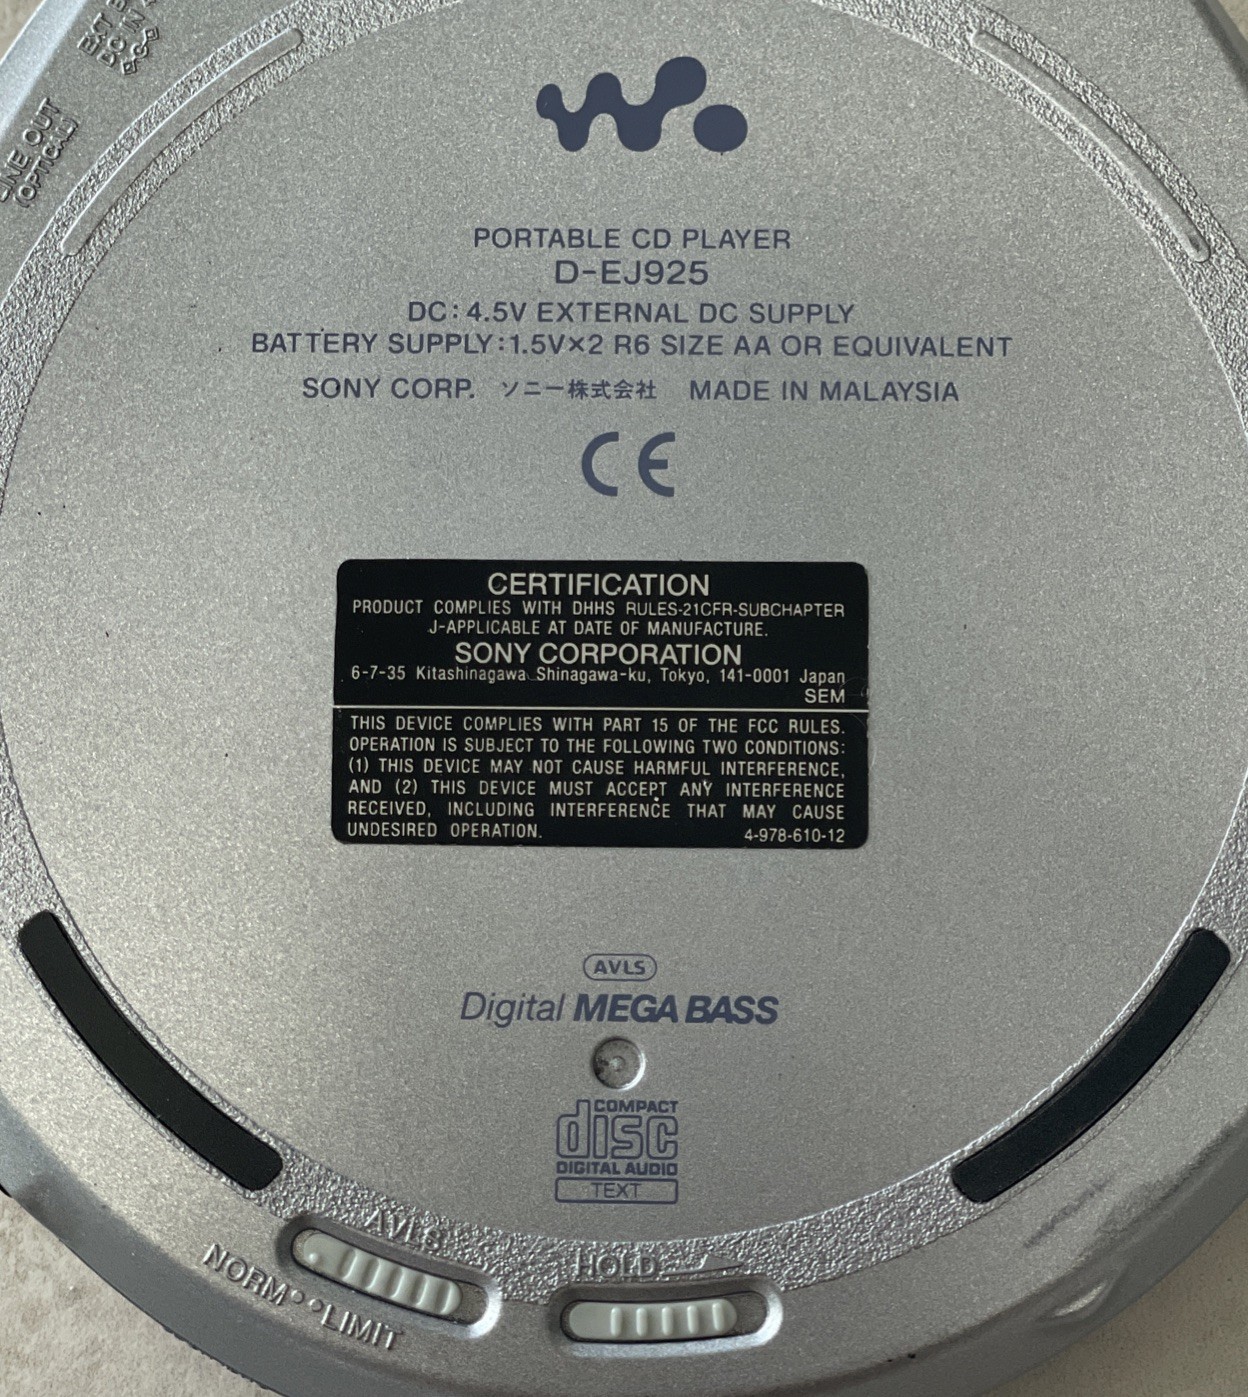 LINE OUT
(OPTICAL)
PORTABLE CD PLAYER
D-EJ925
DC: 4.5V EXTERNAL DC SUPPLY
BATTERY SUPPLY:1.5V×2 R6 SIZE AA OR EQUIVALENT
SONY CORP. ソニー株式会社 MADE IN MALAYSIA
CE
CERTIFICATION
PRODUCT COMPLIES WITH DHHS RULES-21CFR-SUBCHAPTER
J-APPLICABLE AT DATE OF MANUFACTURE.
SONY CORPORATION
6-7-35 Kitashinagawa Shinagawa-ku, Tokyo, 141-0001 Japan
SEM
THIS DEVICE COMPLIES WITH PART 15 OF THE FCC RULES.
OPERATION IS SUBJECT TO THE FOLLOWING TWO CONDITIONS:
(1) THIS DEVICE MAY NOT CAUSE HARMFUL INTERFERENCE,
AND (2) THIS DEVICE MUST ACCEPT ANY INTERFERENCE
RECEIVED, INCLUDING INTERFERENCE THAT MAY CAUSE
UNDESIRED OPERATION. 4-978-610-12
AVLS
Digital MEGA BASS
COMPACT
disc
DIGITAL AUDIO
TEXT
AVLS
NORM LIMIT
HOLD